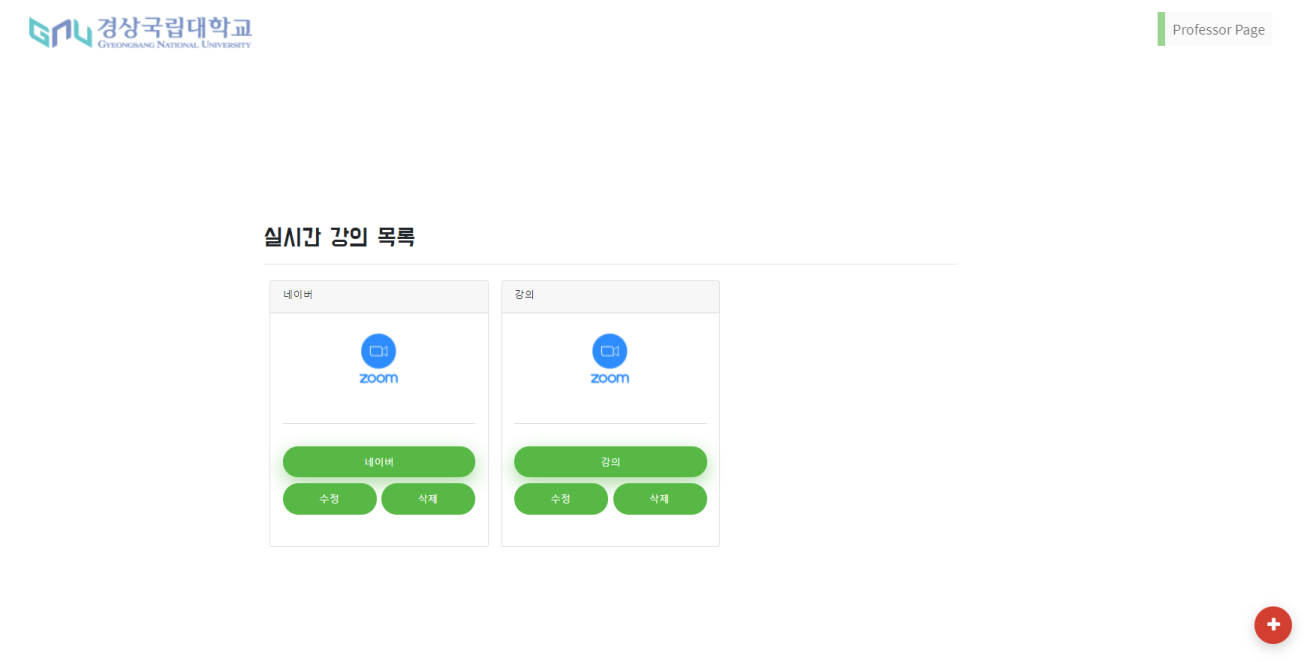 경상국립대학교
GYEONGSANG NATIONAL UNIVERSITY
Professor Page
실시간 강의 목록
네이버
강의
zoom
zoom
네이버
강의
수정
삭제
수정
삭제